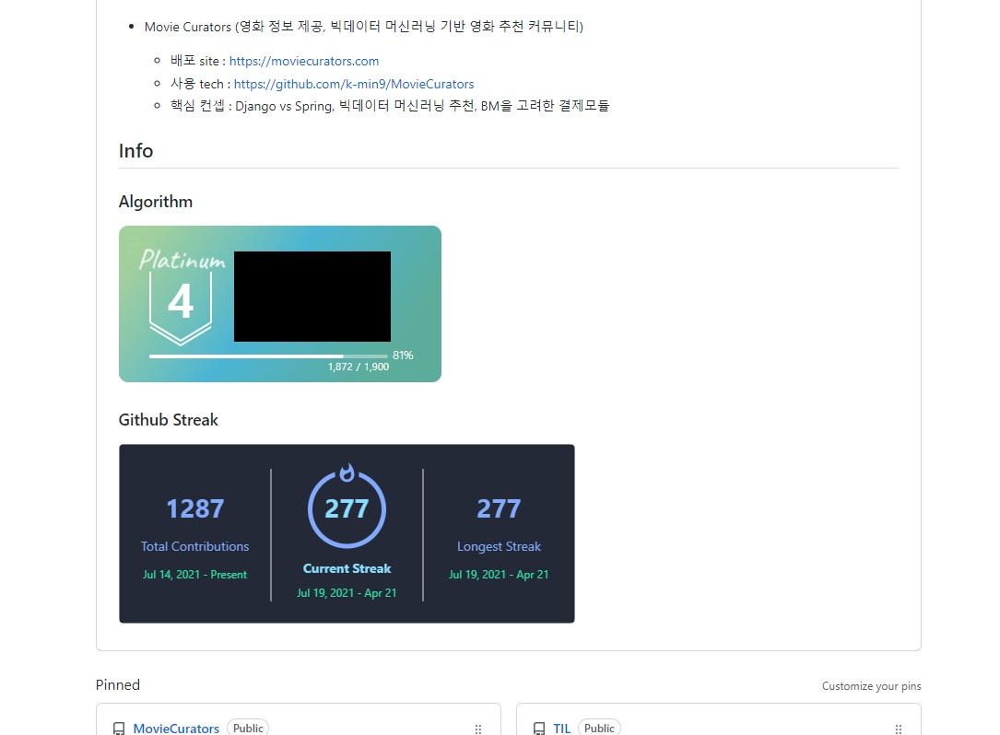 Movie Curators (영화 정보 제공, 빅데이터 머신러닝 기반 영화 추천 커뮤니티)
배포 site : https://moviecurators.com
사용 tech : https://github.com/k-min9/MovieCurators
핵심 컨셉 : Django vs Spring, 빅데이터 머신러닝 추천, BM을 고려한 결제모듈
Info
Algorithm
Platinum
4
81%
1,872 / 1,900
Github Streak
1287
Total Contributions
Jul 14, 2021 - Present
277
Current Streak
Jul 19, 2021 - Apr 21
277
Longest Streak
Jul 19, 2021 - Apr 21
Pinned
Customize your pins
MovieCurators Public
TIL Public